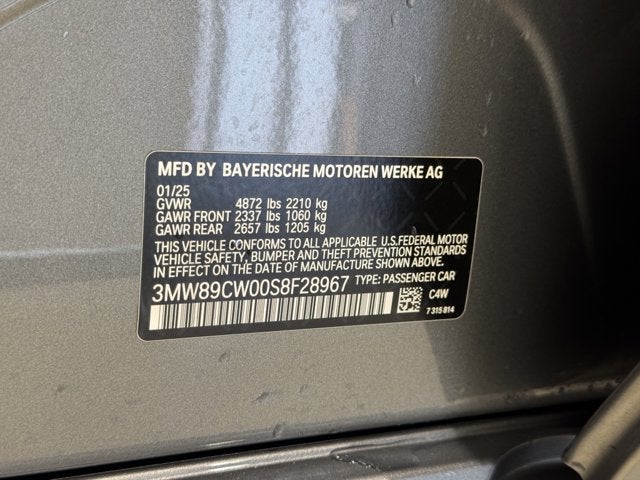 MFD BY BAYERISCHE MOTOREN WERKE AG
01/25
GVWR 4872 lbs 2210 kg
GAWR FRONT 2337 lbs 1060 kg
GAWR REAR 2657 lbs 1205 kg
THIS VEHICLE CONFORMS TO ALL APPLICABLE U.S.FEDERAL MOTOR
VEHICLE SAFETY, BUMPER AND THEFT PREVENTION STANDARDS
IN EFFECT ON THE DATE OF MANUFACTURE SHOWN ABOVE.
3MW89CW00S8F28967 TYPE: PASSENGER CAR
C4W
7 315 814